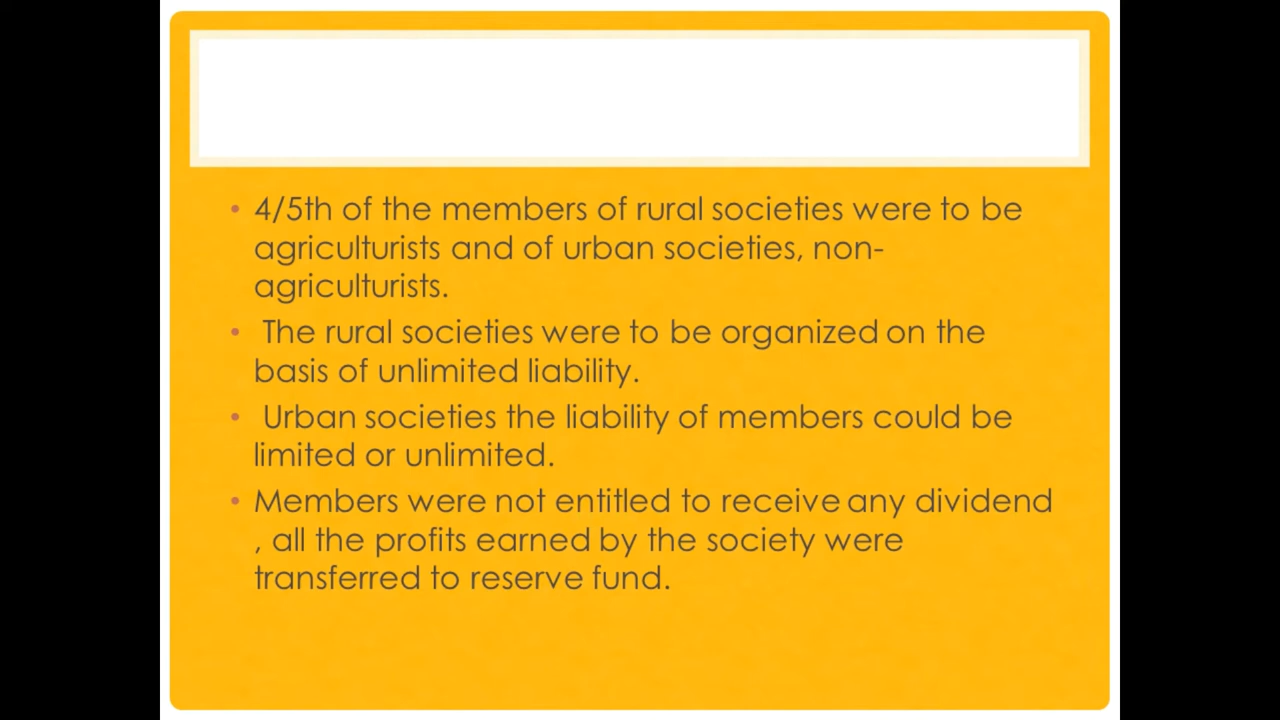 • 4/5th of the members of rural societies were to be
agriculturists and of urban societies, non-
agriculturists.
• The rural societies were to be organized on the
basis of unlimited liability.
• Urban societies the liability of members could be
limited or unlimited.
• Members were not entitled to receive any dividend
, all the profits earned by the society were
transferred to reserve fund.